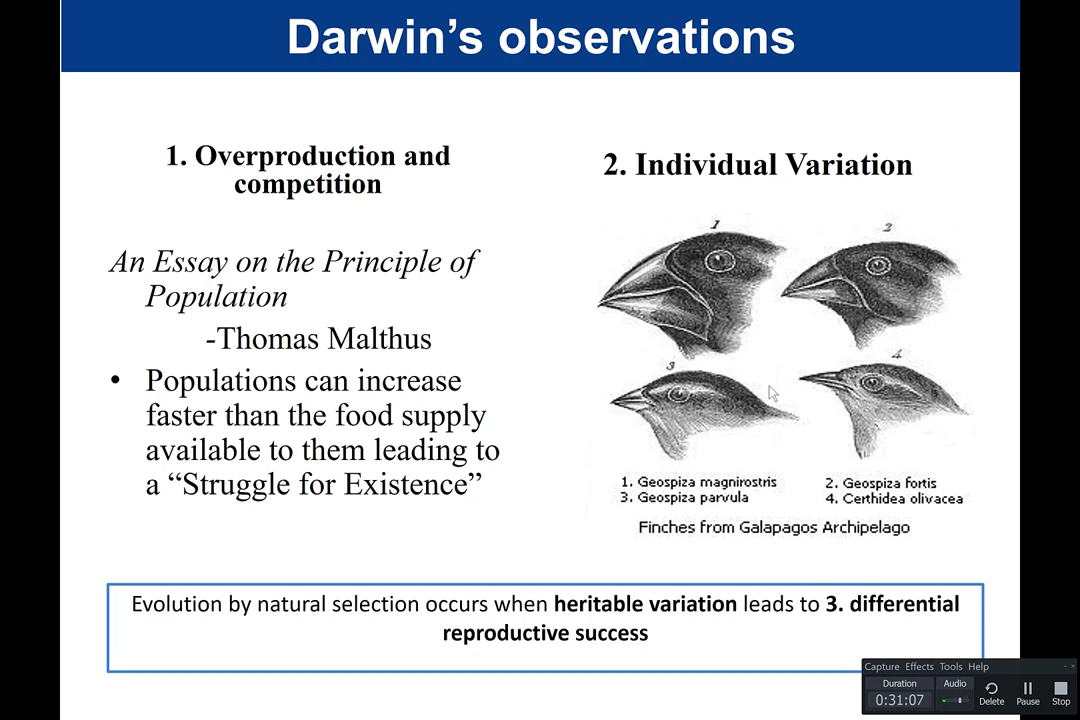 Darwin’s observations
1. Overproduction and
competition
An Essay on the Principle of
Population
-Thomas Malthus
• Populations can increase
faster than the food supply
available to them leading to
a “Struggle for Existence”
2. Individual Variation
1
2
3
4
1. Geospiza magnirostris
2. Geospiza fortis
3. Geospiza parvula
4. Certhidea olivacea
Finches from Galapagos Archipelago
Evolution by natural selection occurs when heritable variation leads to 3. differential
reproductive success
Capture Effects Tools Help
Duration
Audio
0:31:07
Delete
Pause
Stop